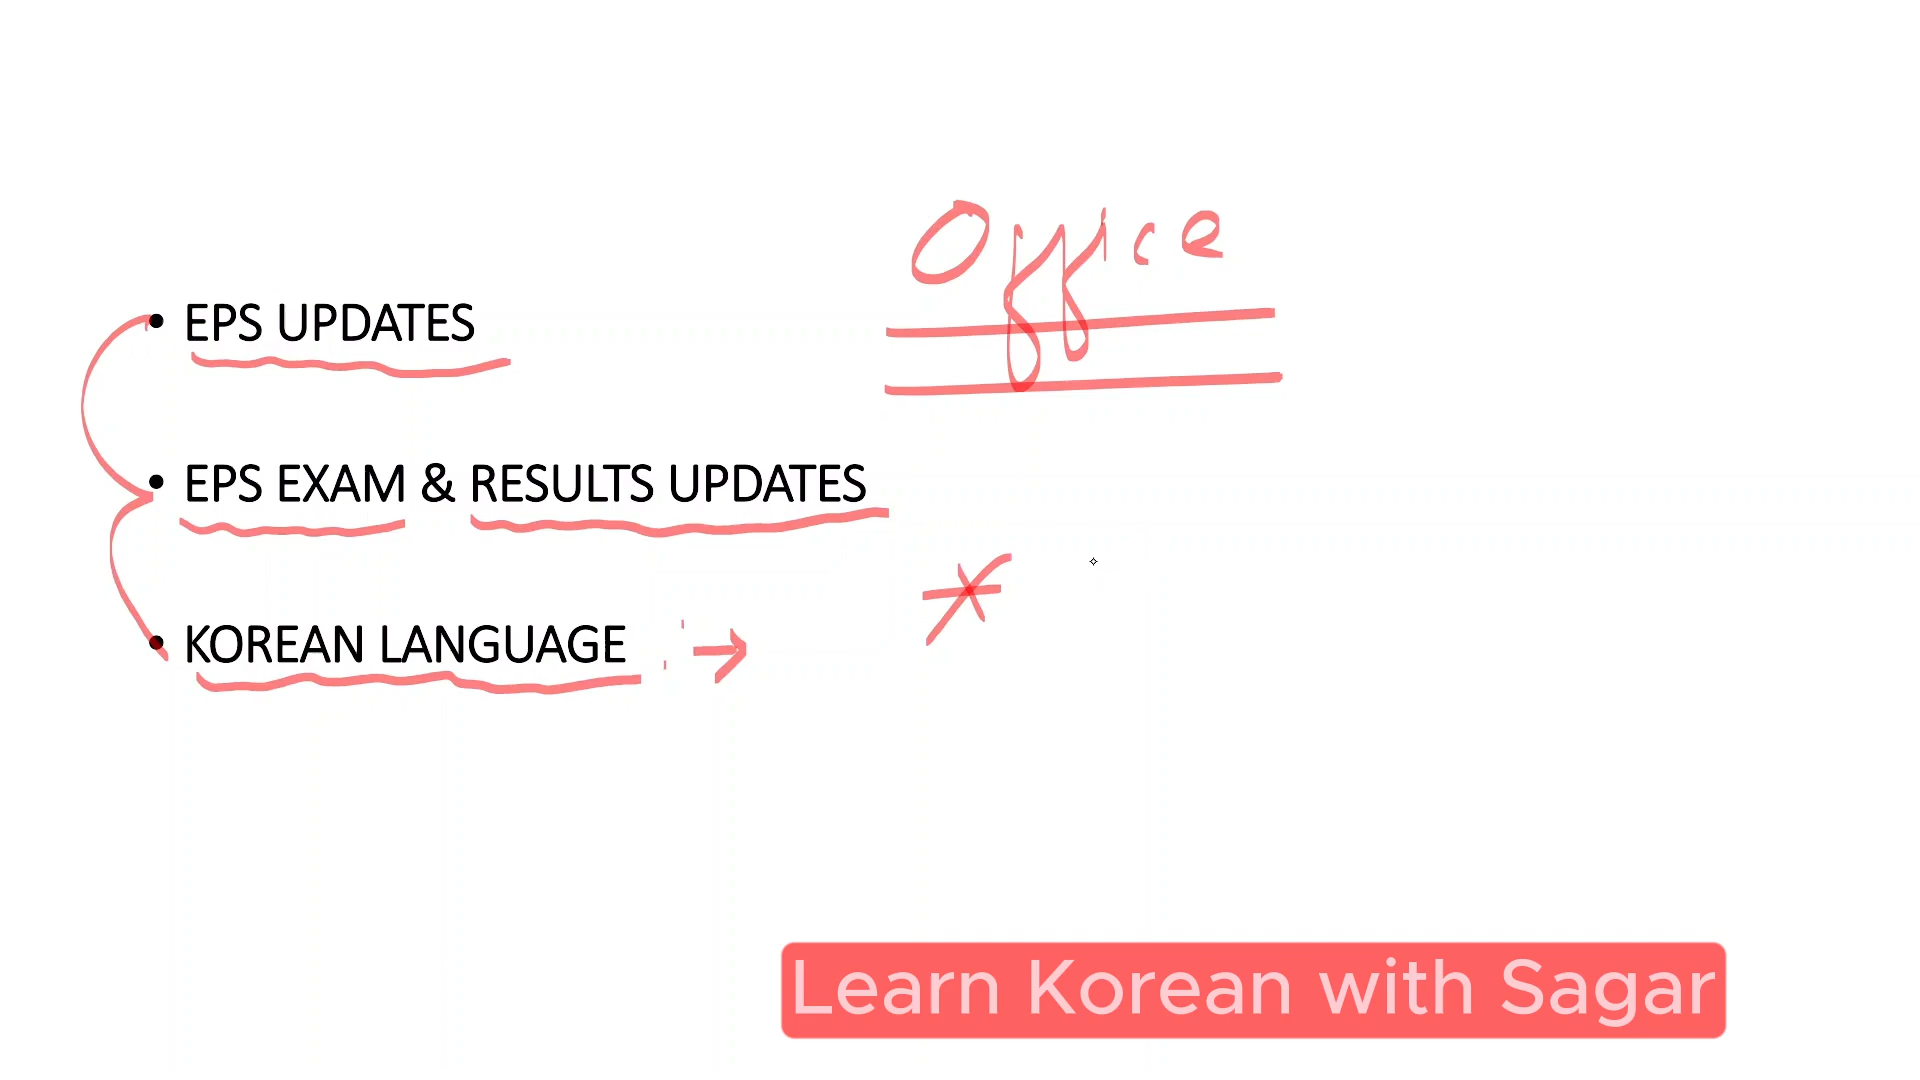 Office
• EPS UPDATES
• EPS EXAM & RESULTS UPDATES
• KOREAN LANGUAGE
Learn Korean with Sagar